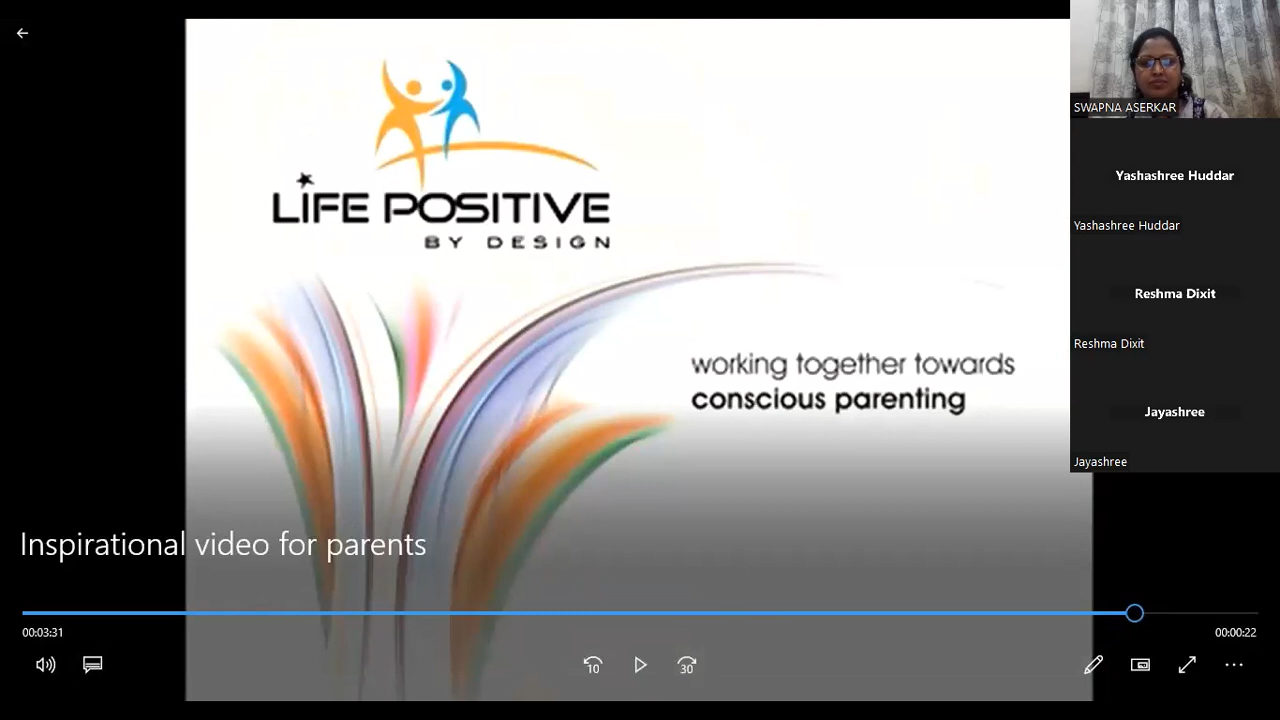 LIFE POSITIVE
BY DESIGN
working together towards
conscious parenting
Inspirational video for parents
00:03:31
00:00:22
10
30
SWAPNA ASERKAR
Yashashree Huddar
Yashashree Huddar
Reshma Dixit
Reshma Dixit
Jayashree
Jayashree